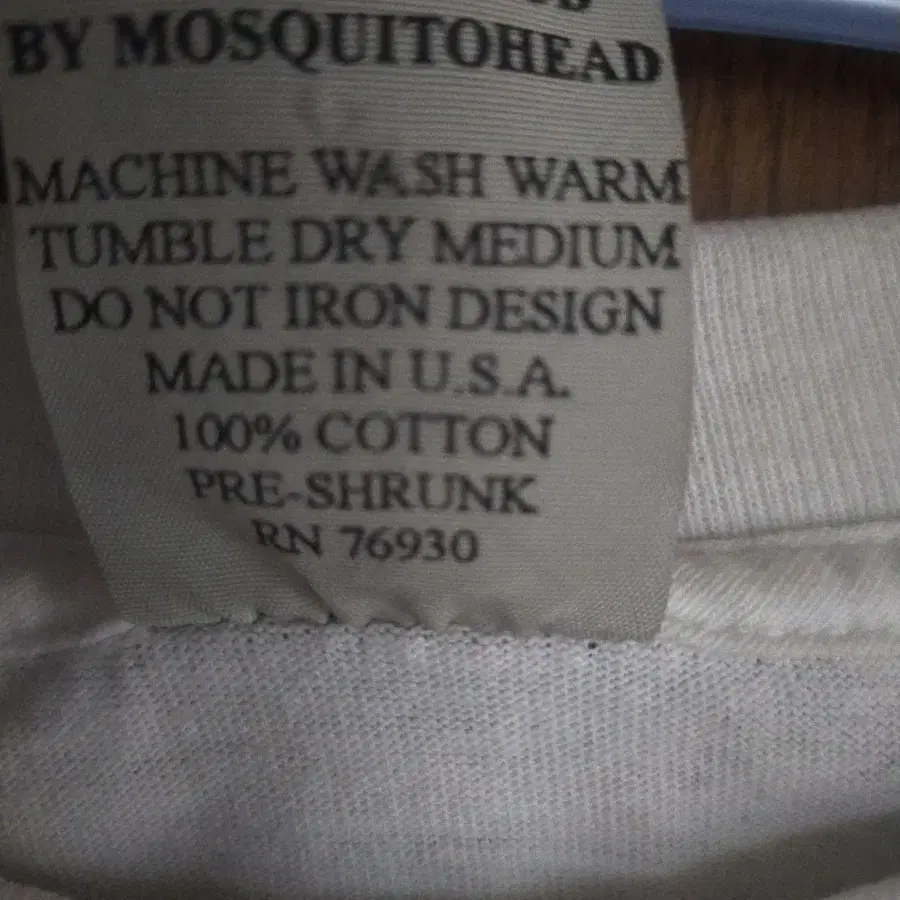 BY MOSQUITOHEAD
MACHINE WASH WARM
TUMBLE DRY MEDIUM
DO NOT IRON DESIGN
MADE IN U.S.A.
100% COTTON
PRE-SHRUNK
RN 76930